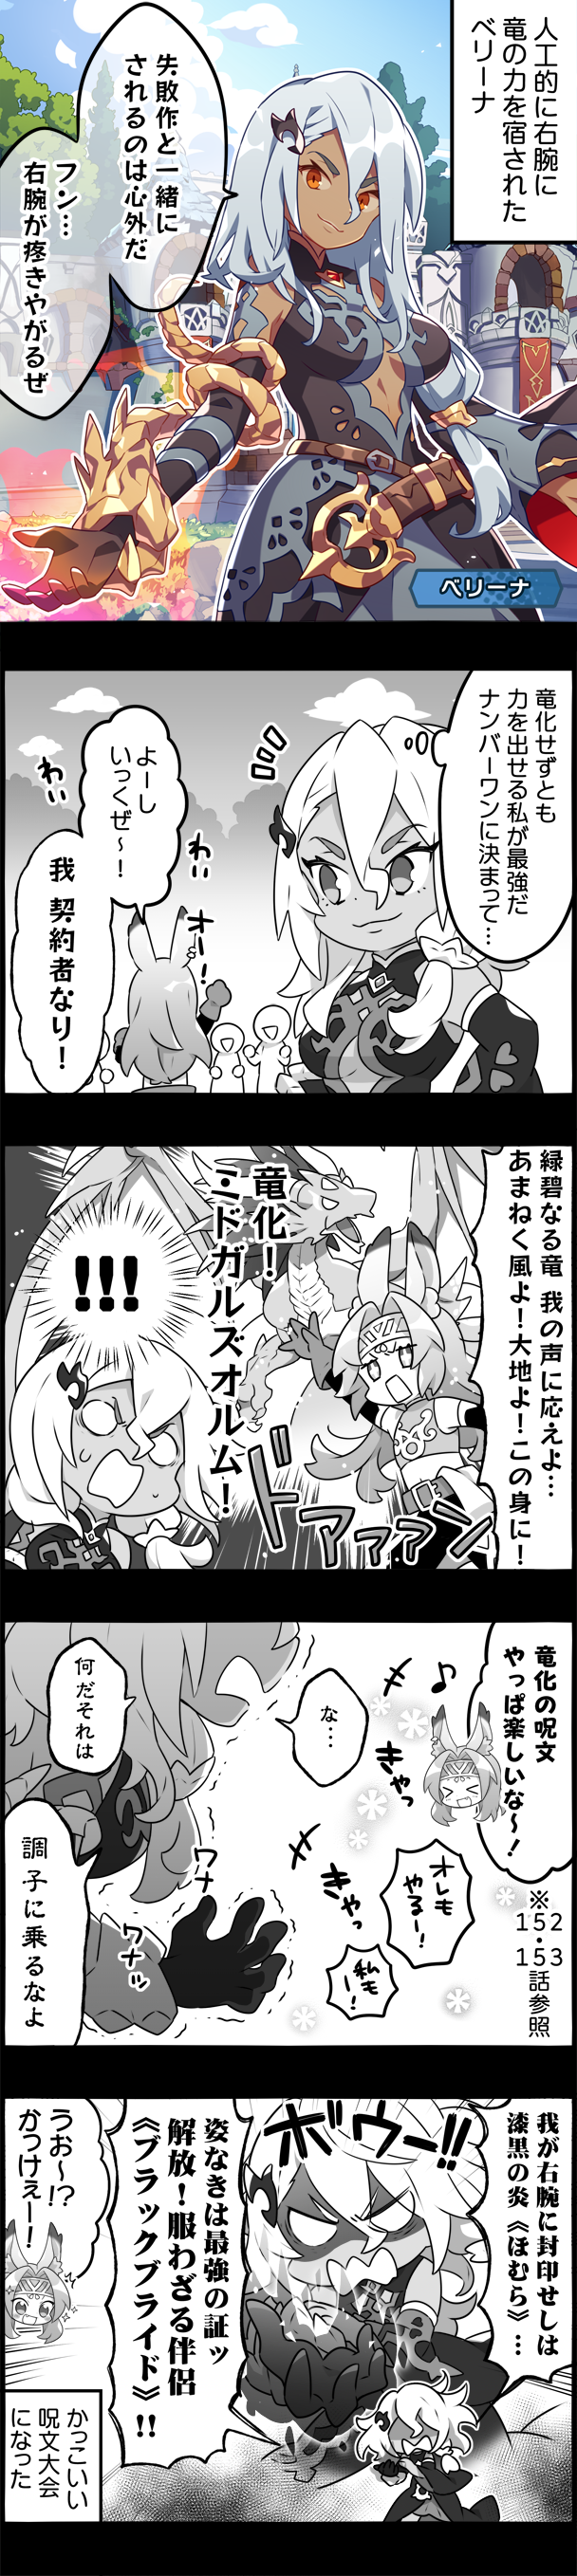 人工的に右腕に
竜の力を宿された
ベリーナ
失敗作と一緒に
されるのは心外だ
フン…
右腕が疼きやがるぜ
ベリーナ
竜化せずとも
力を出せる私が最強だ
ナンバーワンに決まって…
よーし
いっくぜ〜！
わぃ
わぃ
オー！
我 契約者なり！
緑碧なる竜 我の声に応えよ…
あまねく風よ！大地よ！この身に！
竜化！
ミドガルズオルム！
!!!
ドアァァァン
竜化の呪文
やっぱ楽しいな〜！
※152・153話参照
きゃっ
きゃっ
オレも
やるー！
私も
ー！
な…
何だそれは
ワナ
ワナッ
調子に乗るなよ
我が右腕に封印せしは
漆黒の炎《ほむら》…
ボウー!!
姿なきは最強の証ッ
解放！服わざる伴侶
《ブラックブライド》!!
うお〜!?
かっけぇー！
かっこいい
呪文大会
になった